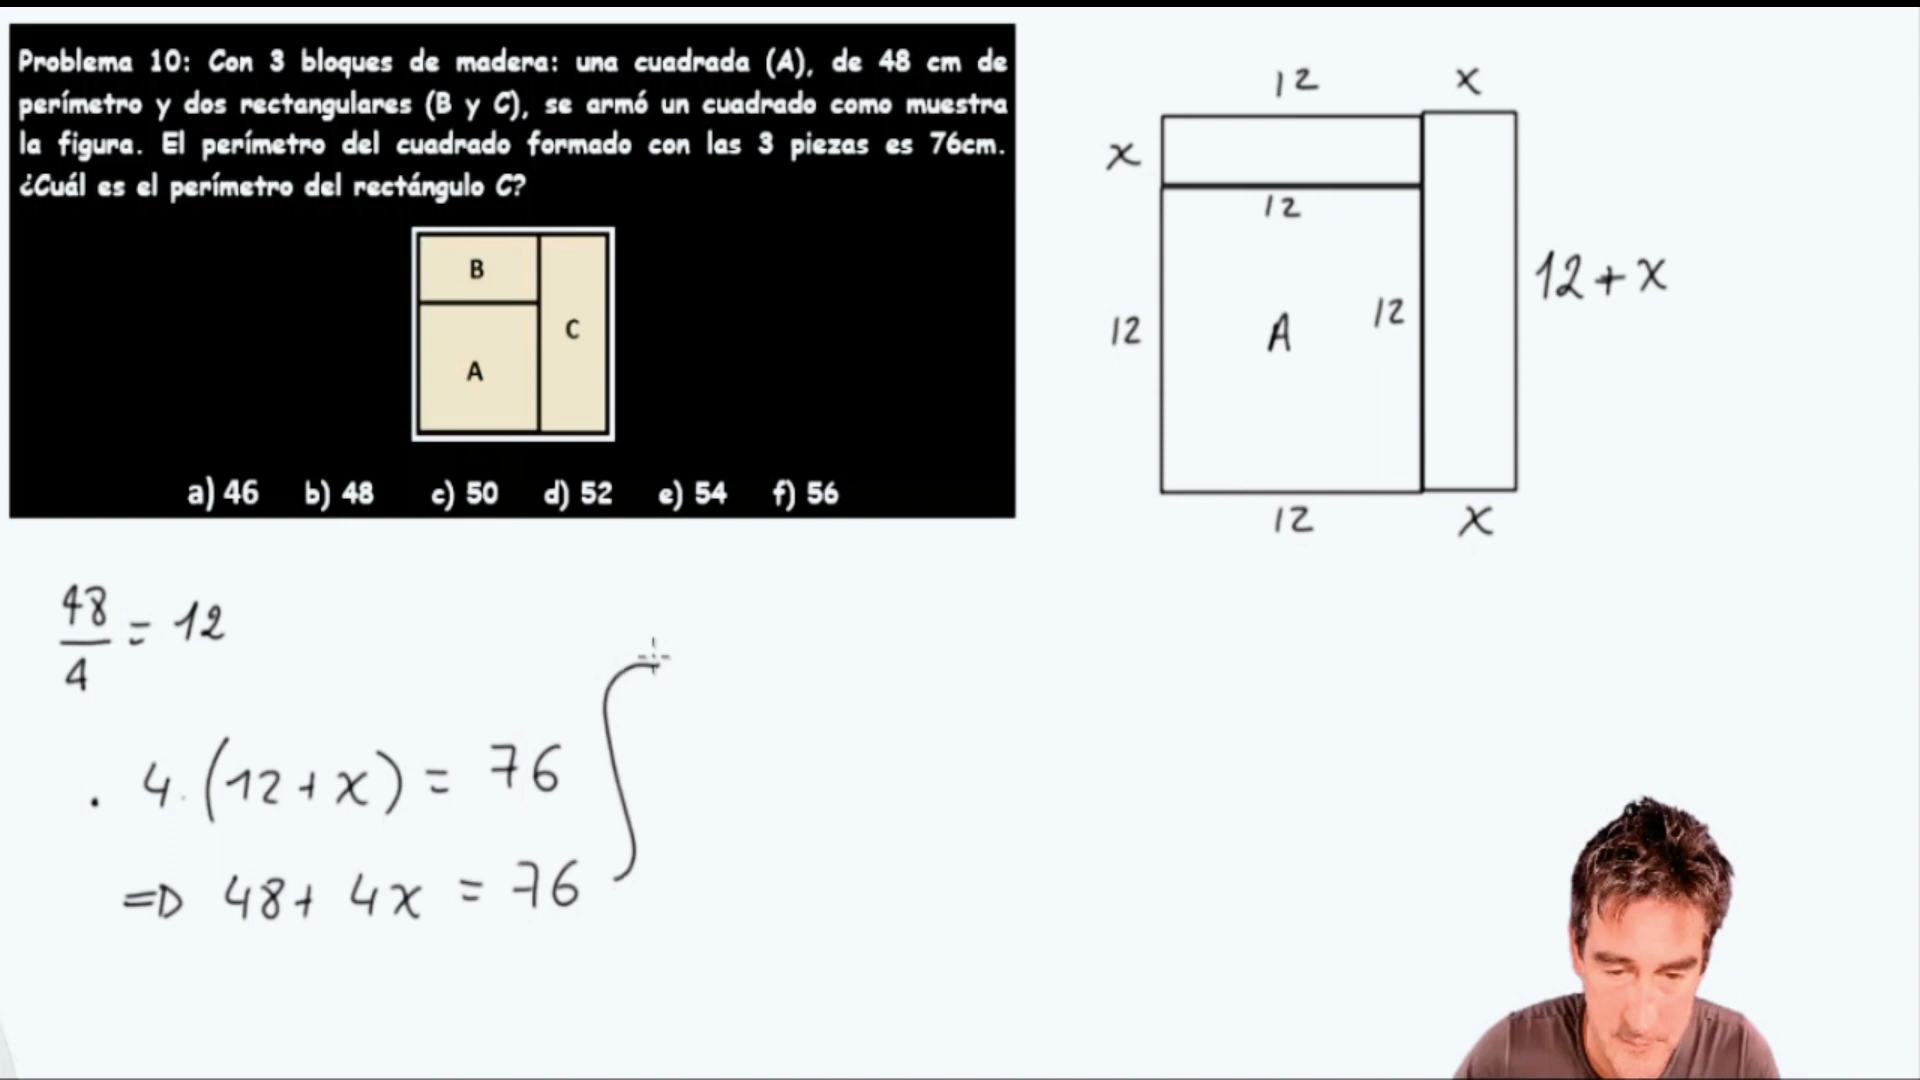 Problema 10: Con 3 bloques de madera: una cuadrada (A), de 48 cm de
perímetro y dos rectangulares (B y C), se armó un cuadrado como muestra
la figura. El perímetro del cuadrado formado con las 3 piezas es 76cm.
¿Cuál es el perímetro del rectángulo C?
B
C
A
a) 46 b) 48 c) 50 d) 52 e) 54 f) 56
12 x
x
12
12 + x
12 A 12
12 x
48/4 = 12
. 4.(12+x) = 76
=D 48+ 4x = 76